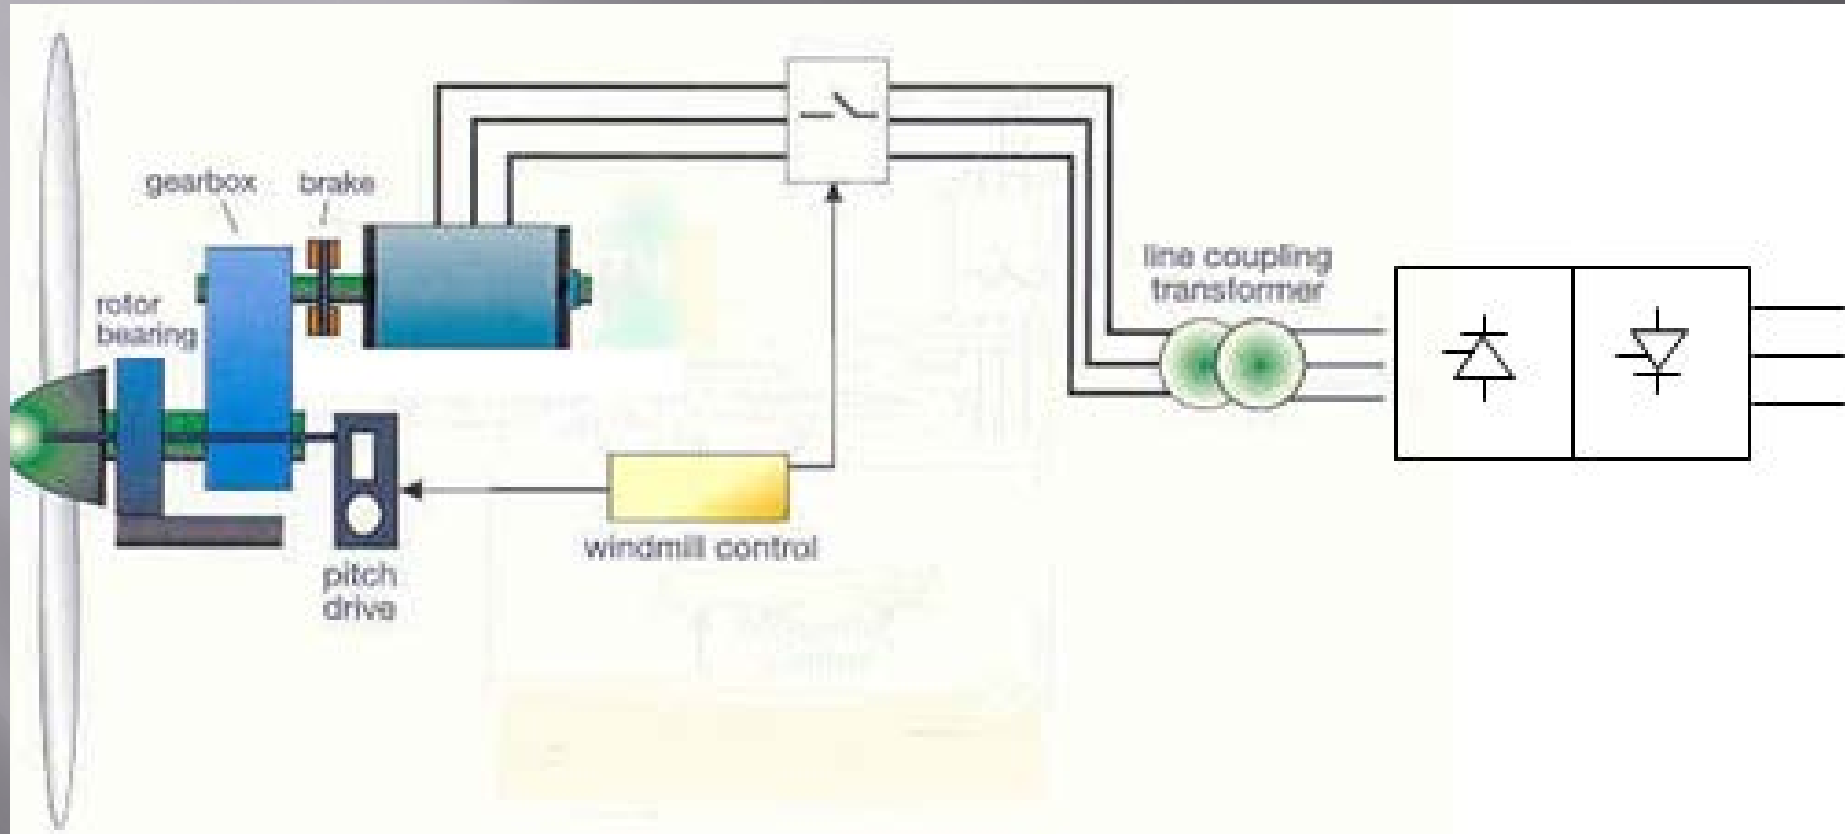 gearbox
brake
rotor
bearing
line coupling
transformer
windmill control
pitch
drive